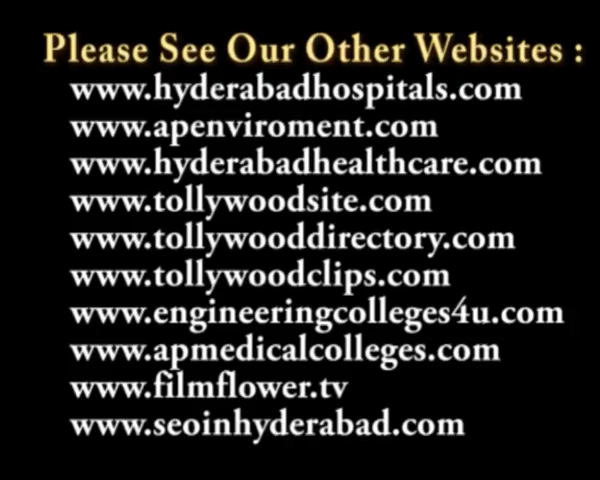 Please See Our Other Websites :
www.hyderabadhospitals.com
www.apenviroment.com
www.hyderabadhealthcare.com
www.tollywoodsite.com
www.tollywooddirectory.com
www.tollywoodclips.com
www.engineeringcolleges4u.com
www.apmedicalcolleges.com
www.filmflower.tv
www.seoinhyderabad.com